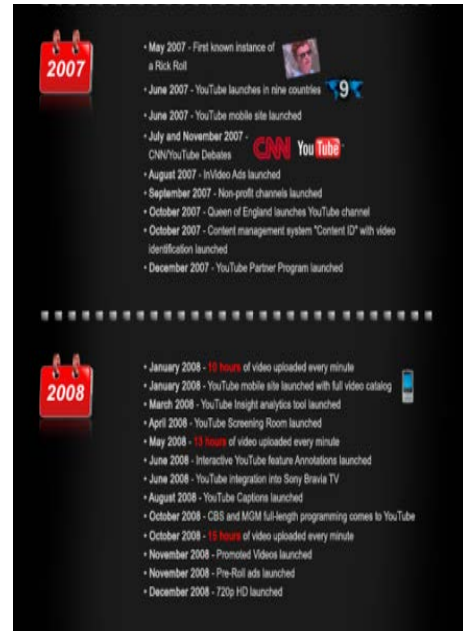 2007
• May 2007 - First known instance of
a Rick Roll
• June 2007 - YouTube launches in nine countries
9
• June 2007 - YouTube mobile site launched
• July and November 2007 -
CNN/YouTube Debates
CNN YouTube
• August 2007 - InVideo Ads launched
• September 2007 - Non-profit channels launched
• October 2007 - Queen of England launches YouTube channel
• October 2007 - Content management system "Content ID" with video
identification launched
• December 2007 - YouTube Partner Program launched
2008
• January 2008 - 10 hours of video uploaded every minute
• January 2008 - YouTube mobile site launched with full video catalog
• March 2008 - YouTube Insight analytics tool launched
• April 2008 - YouTube Screening Room launched
• May 2008 - 13 hours of video uploaded every minute
• June 2008 - Interactive YouTube feature Annotations launched
• June 2008 - YouTube integration into Sony Bravia TV
• August 2008 - YouTube Captions launched
• October 2008 - CBS and MGM full-length programming comes to YouTube
• October 2008 - 15 hours of video uploaded every minute
• November 2008 - Promoted Videos launched
• November 2008 - Pre-Roll ads launched
• December 2008 - 720p HD launched